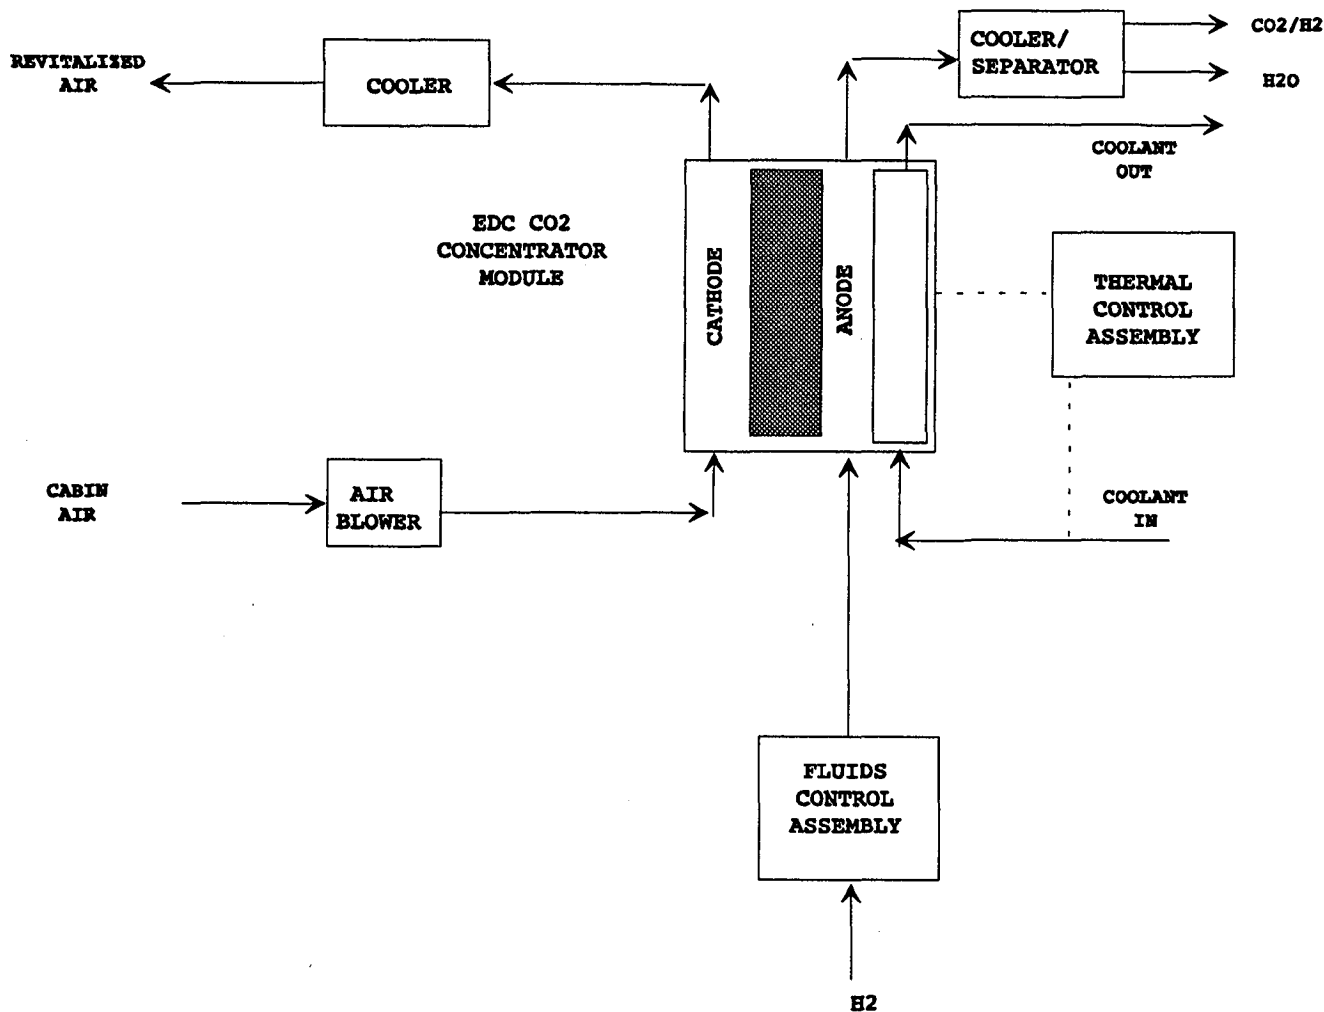 CO2/H2
COOLER/
SEPARATOR
H2O
REVITALIZED
AIR
COOLER
COOLANT
OUT
EDC CO2
CONCENTRATOR
MODULE
CATHODE
ANODE
THERMAL
CONTROL
ASSEMBLY
CABIN
AIR
AIR
BLOWER
COOLANT
IN
FLUIDS
CONTROL
ASSEMBLY
H2